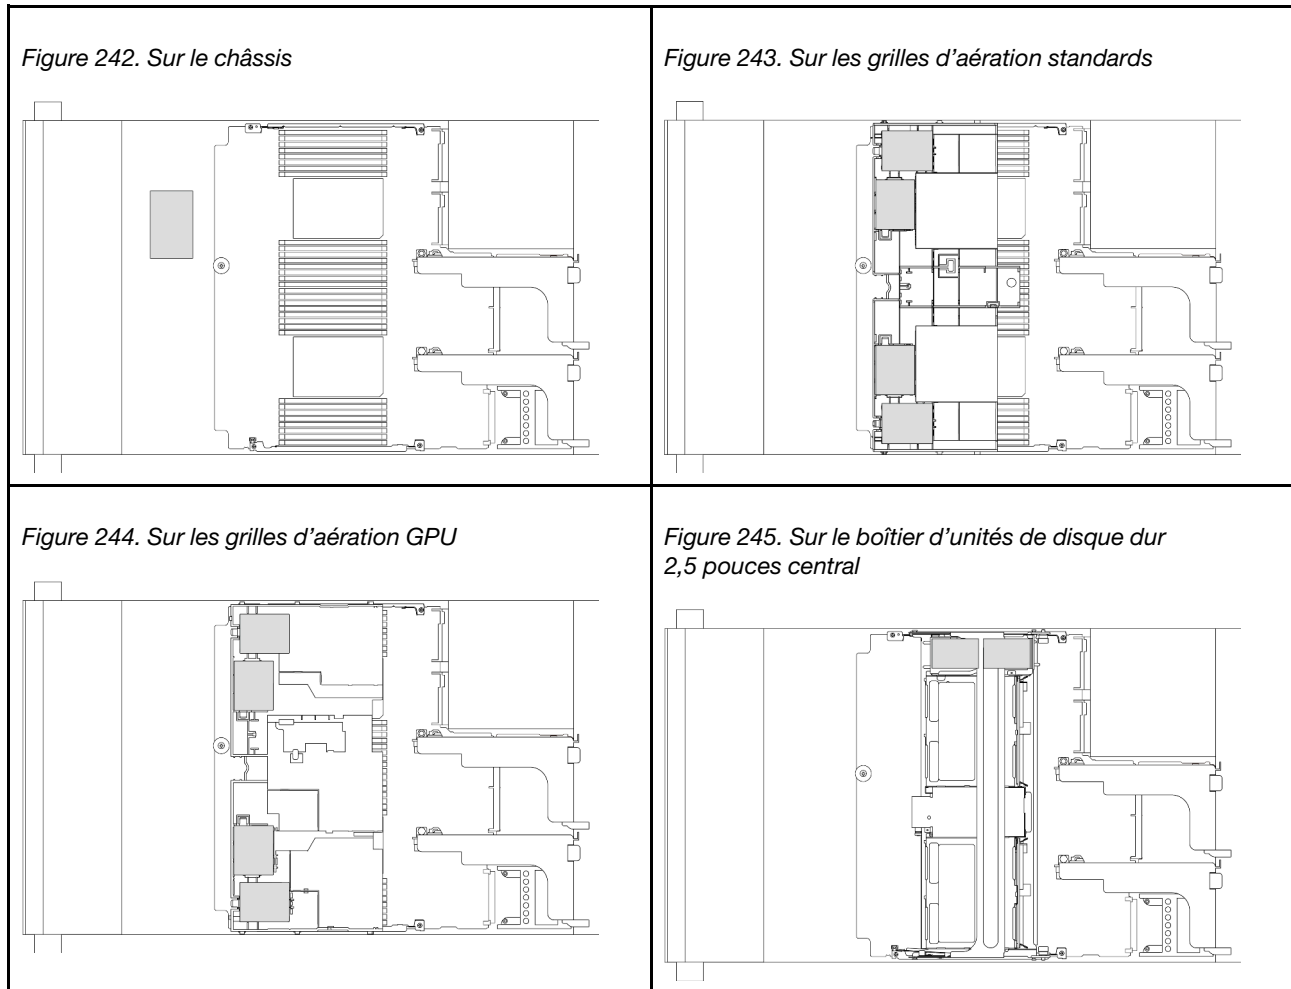 Figure 242. Sur le châssis
Figure 243. Sur les grilles d'aération standards
Figure 244. Sur les grilles d'aération GPU
Figure 245. Sur le boîtier d'unités de disque dur
2,5 pouces central